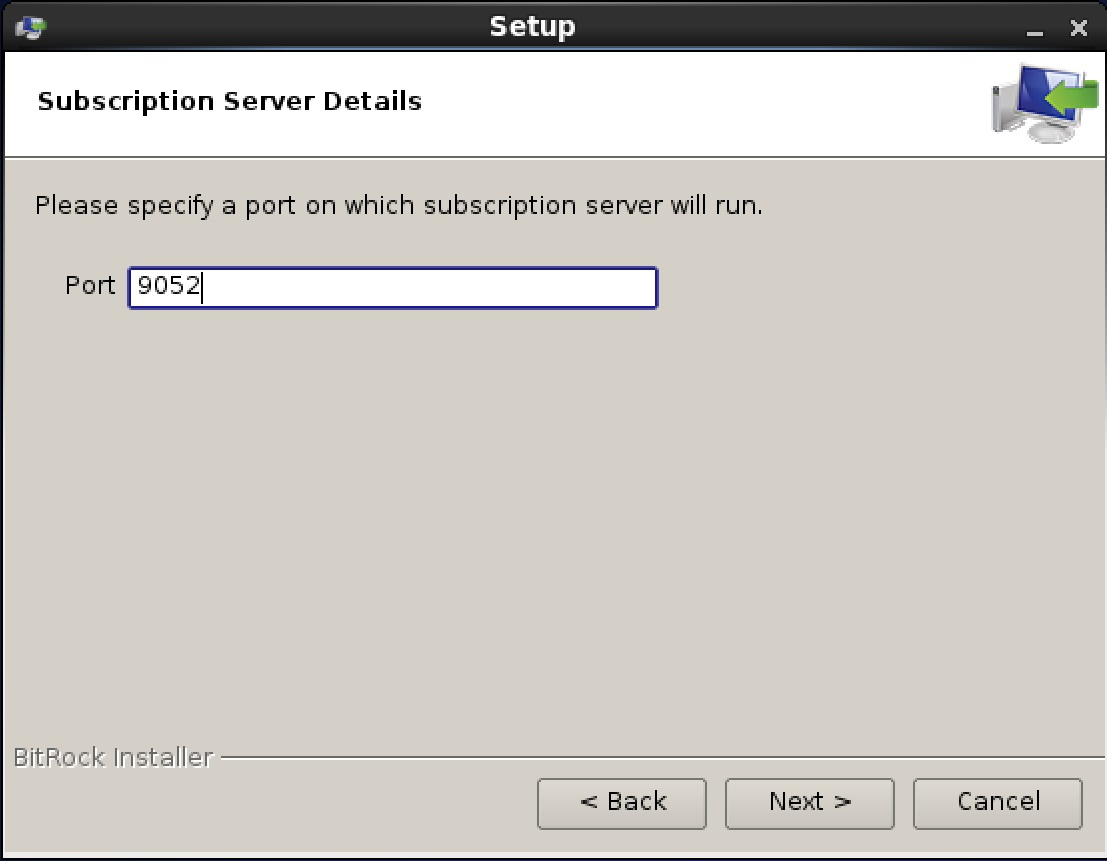 Setup
Subscription Server Details
Please specify a port on which subscription server will run.
Port 9052
BitRock Installer
< Back Next > Cancel